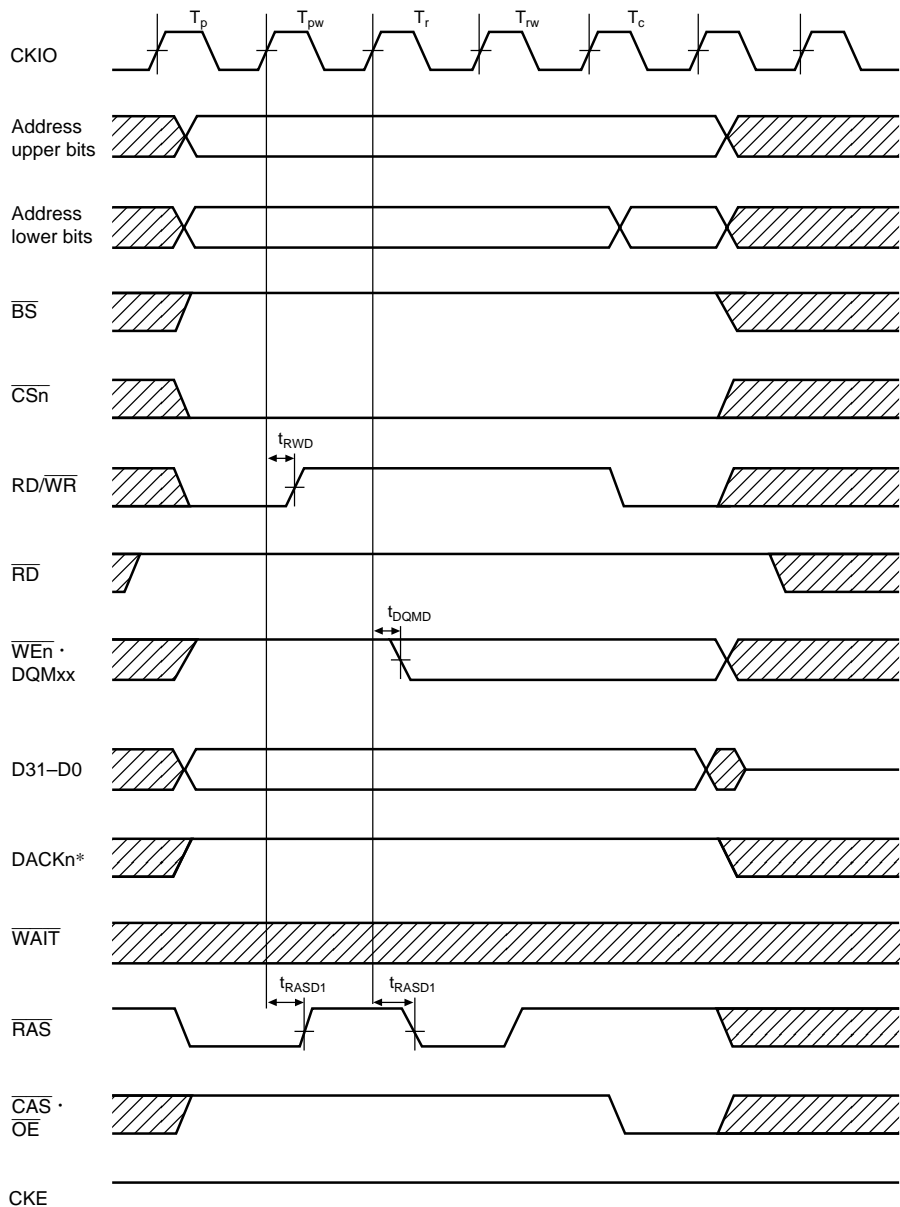 Tp Tpw Tr Trw Tc
CKIO
Address
upper bits
Address
lower bits
BS
CSn
tRWD
RD/WR
RD
tDQMD
WEn ·
DQMxx
D31–D0
DACKn*
WAIT
tRASD1 tRASD1
RAS
CAS ·
OE
CKE